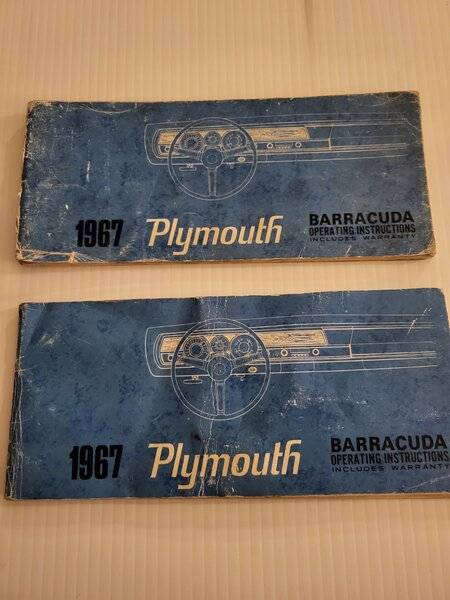 1967 Plymouth BARRACUDA
OPERATING INSTRUCTIONS
INCLUDES WARRANTY
1967 Plymouth BARRACUDA
OPERATING INSTRUCTIONS
INCLUDES WARRANTY